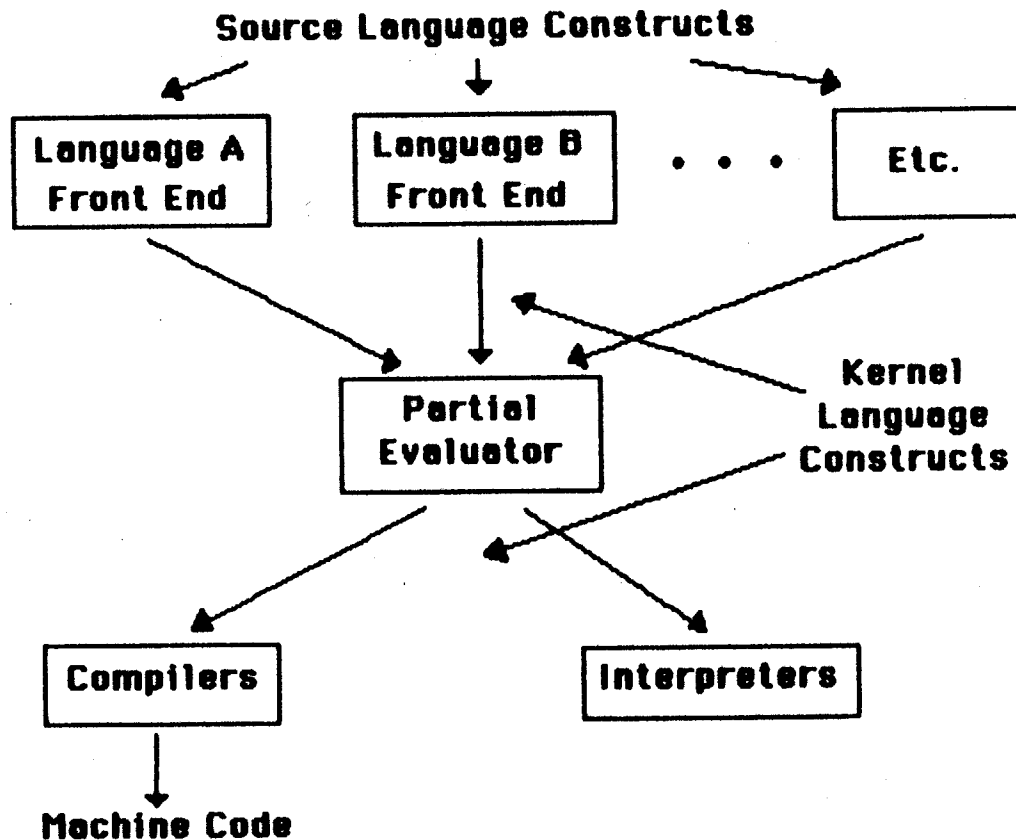 Source Language Constructs
Language A
Front End
Language B
Front End
• • •
Etc.
Kernel
Language
Constructs
Partial
Evaluator
Compilers
Interpreters
Machine Code